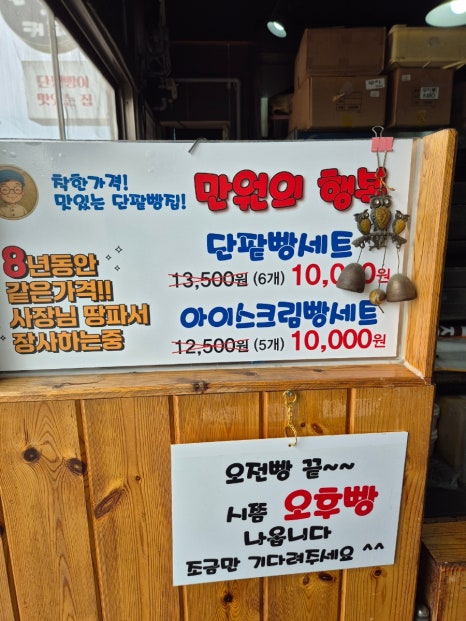 단팥빵이
맛있는 집
착한가격!
맛있는 단팥빵집!
만원의 행복
8년동안
같은가격!!
사장님 땅파서
장사하는중
단팥빵세트
13,500원 (6개) 10,000원
아이스크림빵세트
12,500원 (5개) 10,000원
오전빵 끝~~
시쯤 오후빵
나옵니다
조금만 기다려주세요 ^^